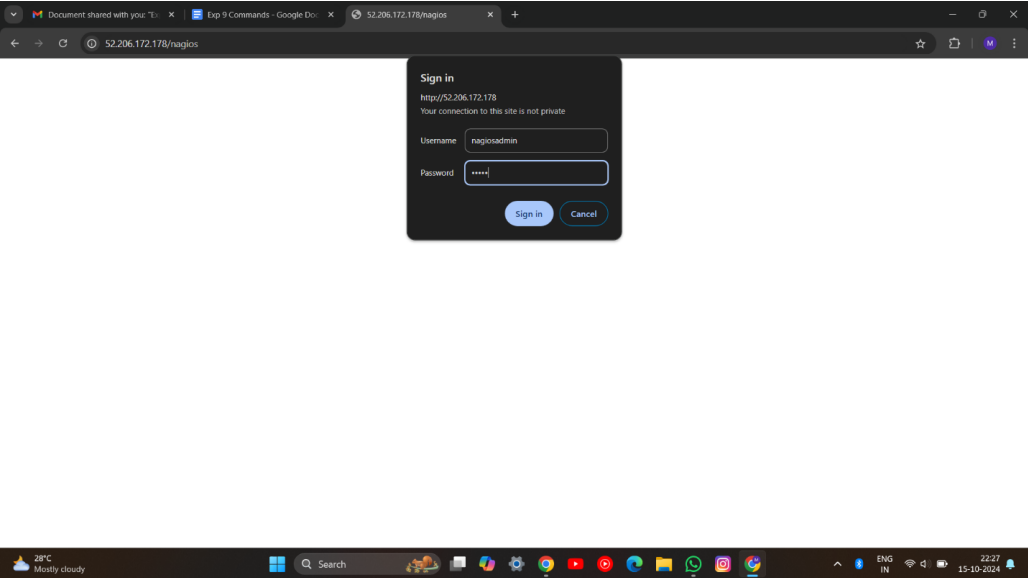 Document shared with you: "Ex
Exp 9 Commands - Google Doc
52.206.172.178/nagios
52.206.172.178/nagios
M
Sign in
http://52.206.172.178
Your connection to this site is not private
Username
nagiosadmin
Password
•••••
Sign in
Cancel
28°C
Mostly cloudy
Search
ENG
IN
22:27
15-10-2024